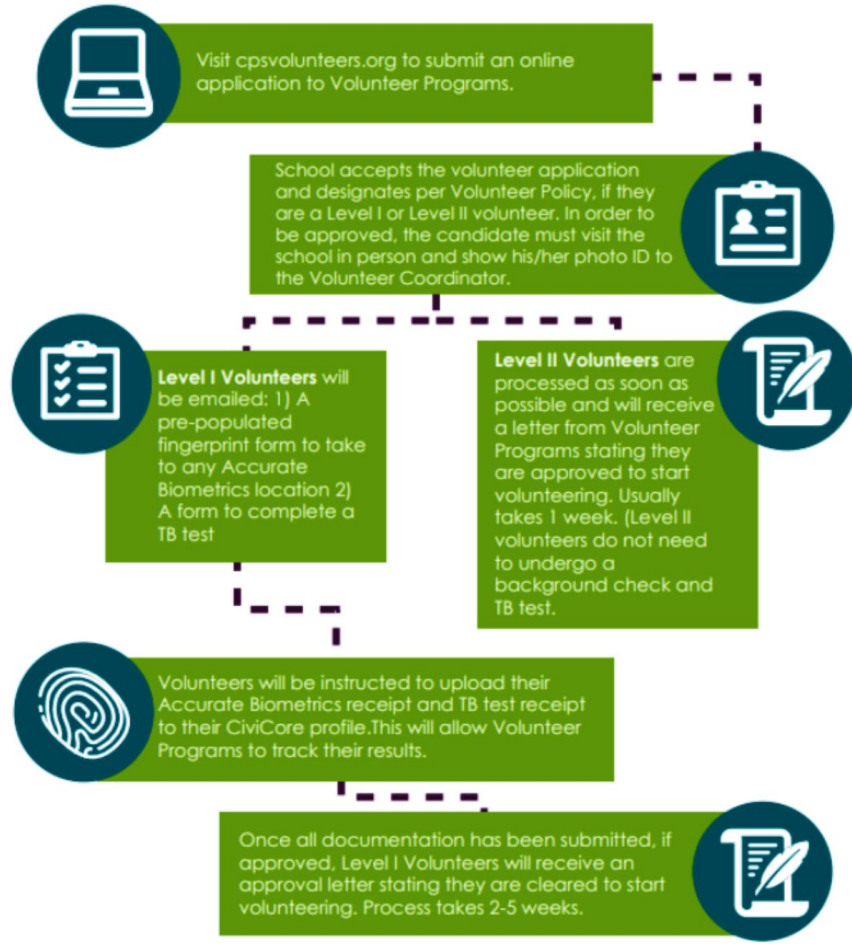 Visit cpsvolunteers.org to submit an online
application to Volunteer Programs.
School accepts the volunteer application
and designates per Volunteer Policy, if they
are a Level I or Level II volunteer. In order to
be approved, the candidate must visit the
school in person and show his/her photo ID to
the Volunteer Coordinator.
Level I Volunteers will
be emailed: 1) A
pre-populated
fingerprint form to take
to any Accurate
Biometrics location 2)
A form to complete a
TB test
Level II Volunteers are
processed as soon as
possible and will receive
a letter from Volunteer
Programs stating they
are approved to start
volunteering. Usually
takes 1 week. (Level II
volunteers do not need
to undergo a
background check and
TB test.
Volunteers will be instructed to upload their
Accurate Biometrics receipt and TB test receipt
to their CiviCore profile.This will allow Volunteer
Programs to track their results.
Once all documentation has been submitted, if
approved, Level I Volunteers will receive an
approval letter stating they are cleared to start
volunteering. Process takes 2-5 weeks.